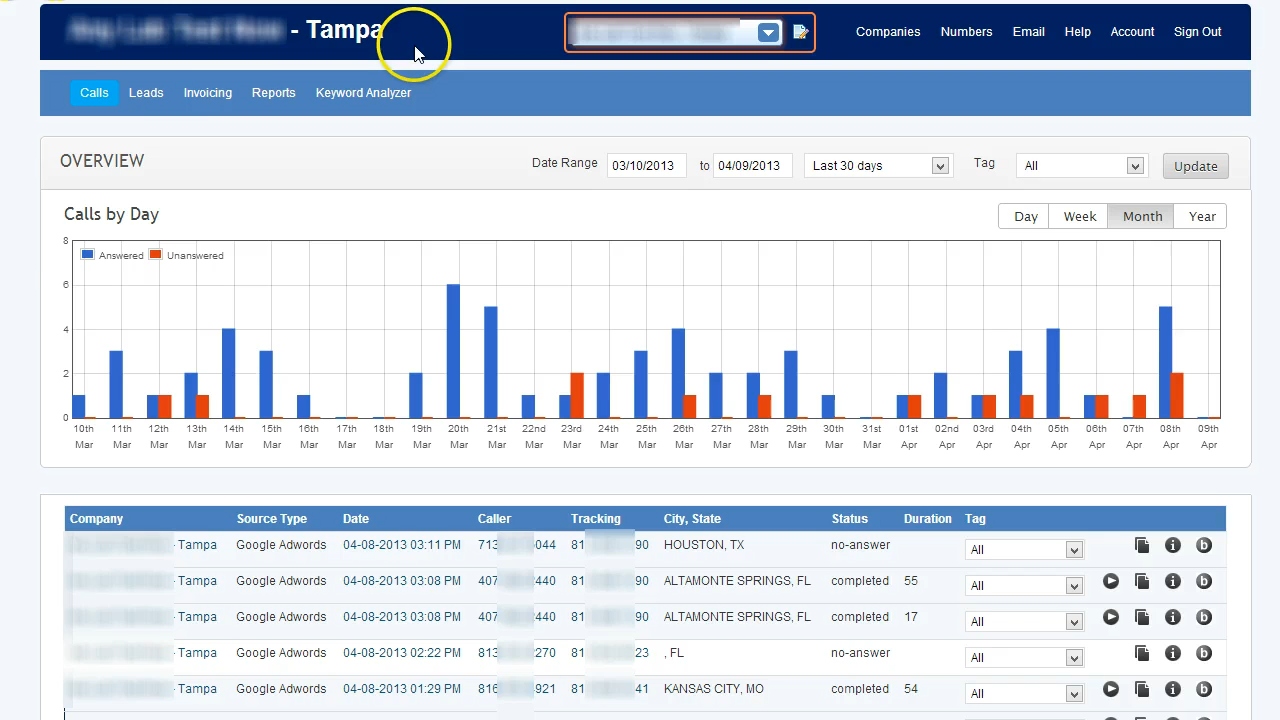 - Tampa
Companies Numbers Email Help Account Sign Out
Calls Leads Invoicing Reports Keyword Analyzer
OVERVIEW Date Range 03/10/2013 to 04/09/2013 Last 30 days Tag All Update
Calls by Day Day Week Month Year
8
Answered Unanswered
6
4
2
0
10th 11th 12th 13th 14th 15th 16th 17th 18th 19th 20th 21st 22nd 23rd 24th 25th 26th 27th 28th 29th 30th 31st 01st 02nd 03rd 04th 05th 06th 07th 08th 09th
Mar Mar Mar Mar Mar Mar Mar Mar Mar Mar Mar Mar Mar Mar Mar Mar Mar Mar Mar Mar Mar Mar Apr Apr Apr Apr Apr Apr Apr Apr Apr
Company Source Type Date Caller Tracking City, State Status Duration Tag
- Tampa Google Adwords 04-08-2013 03:11 PM 713 044 81 90 HOUSTON, TX no-answer All
- Tampa Google Adwords 04-08-2013 03:08 PM 407 440 81 90 ALTAMONTE SPRINGS, FL completed 55 All
- Tampa Google Adwords 04-08-2013 03:08 PM 407 440 81 90 ALTAMONTE SPRINGS, FL completed 17 All
- Tampa Google Adwords 04-08-2013 02:22 PM 813 270 81 23 , FL no-answer All
- Tampa Google Adwords 04-08-2013 01:28 PM 816 921 81 41 KANSAS CITY, MO completed 54 All